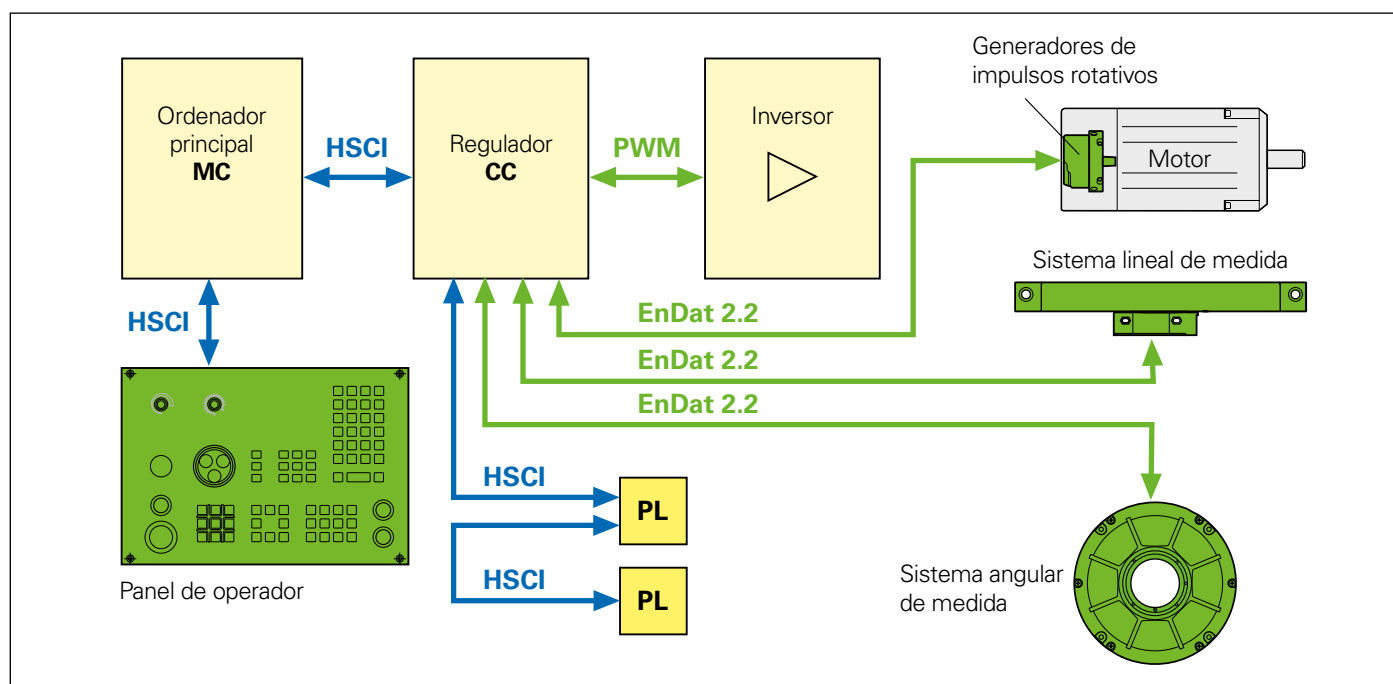 Ordenador
principal
MC
HSCI
Regulador
CC
PWM
Inversor
Generadores de
impulsos rotativos
Motor
Sistema lineal de medida
HSCI
EnDat 2.2
EnDat 2.2
EnDat 2.2
HSCI
PL
HSCI
PL
Panel de operador
Sistema angular
de medida